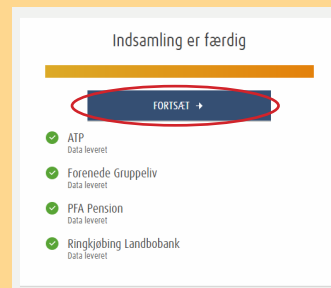 Indsamling er færdig
FORTSÆT →
ATP
Data leveret
Forenede Gruppeliv
Data leveret
PFA Pension
Data leveret
Ringkjøbing Landbobank
Data leveret